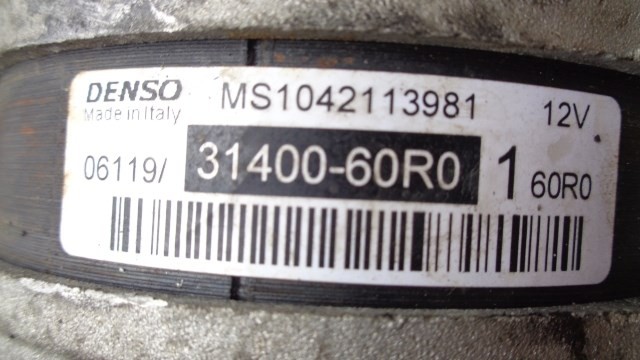 DENSO MS1042113981 12V
Made in Italy
06119/ 31400-60R0 1 60R0